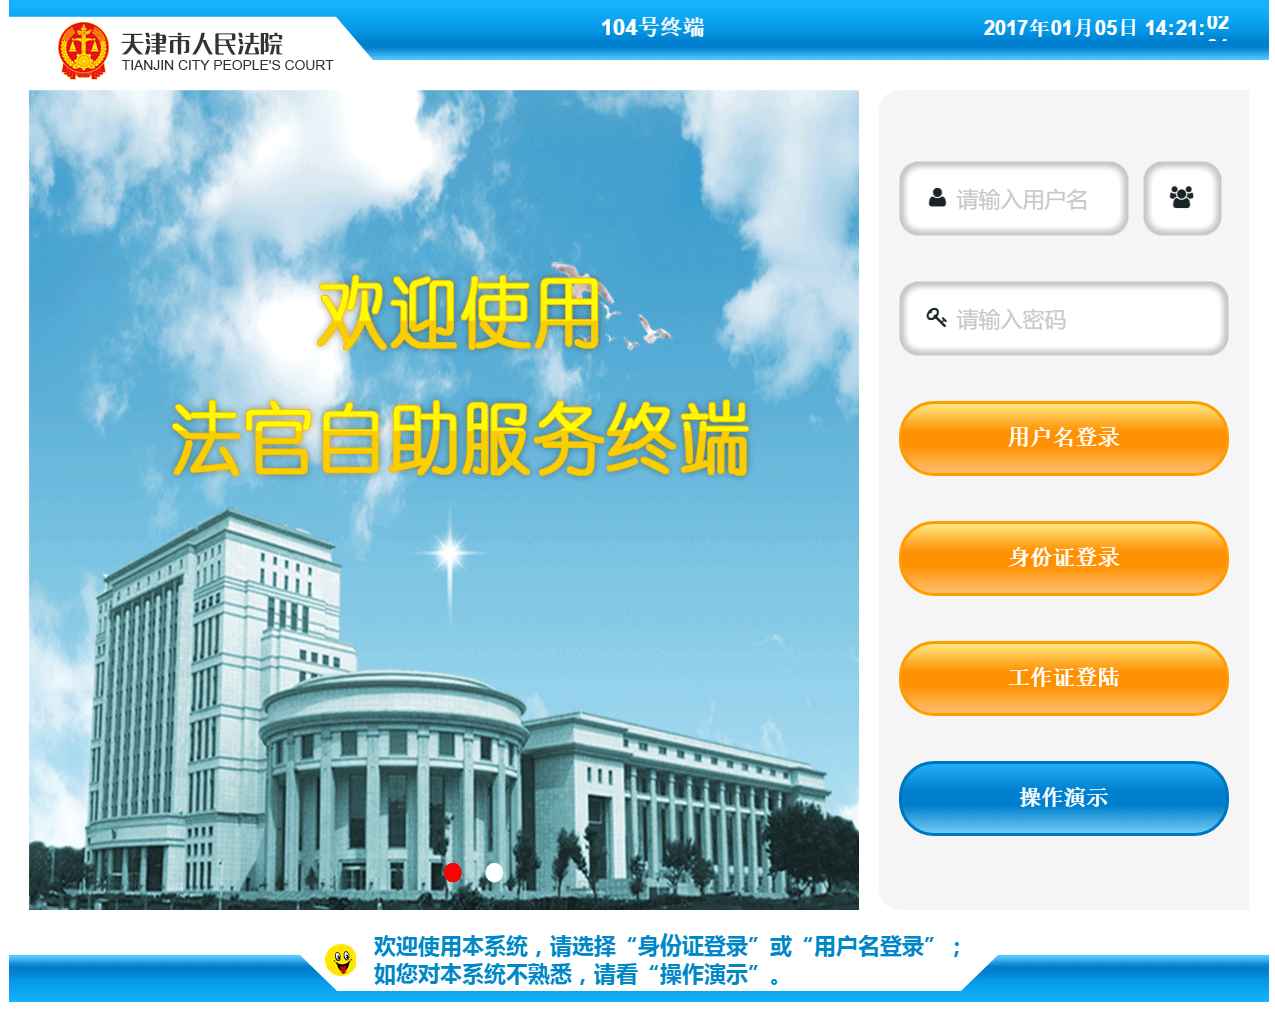 天津市人民法院
TIANJIN CITY PEOPLE'S COURT
104号终端
2017年01月05日 14:21:02
欢迎使用
法官自助服务终端
请输入用户名
请输入密码
用户名登录
身份证登录
工作证登陆
操作演示
欢迎使用本系统，请选择“身份证登录”或“用户名登录”；
如您对本系统不熟悉，请看“操作演示”。